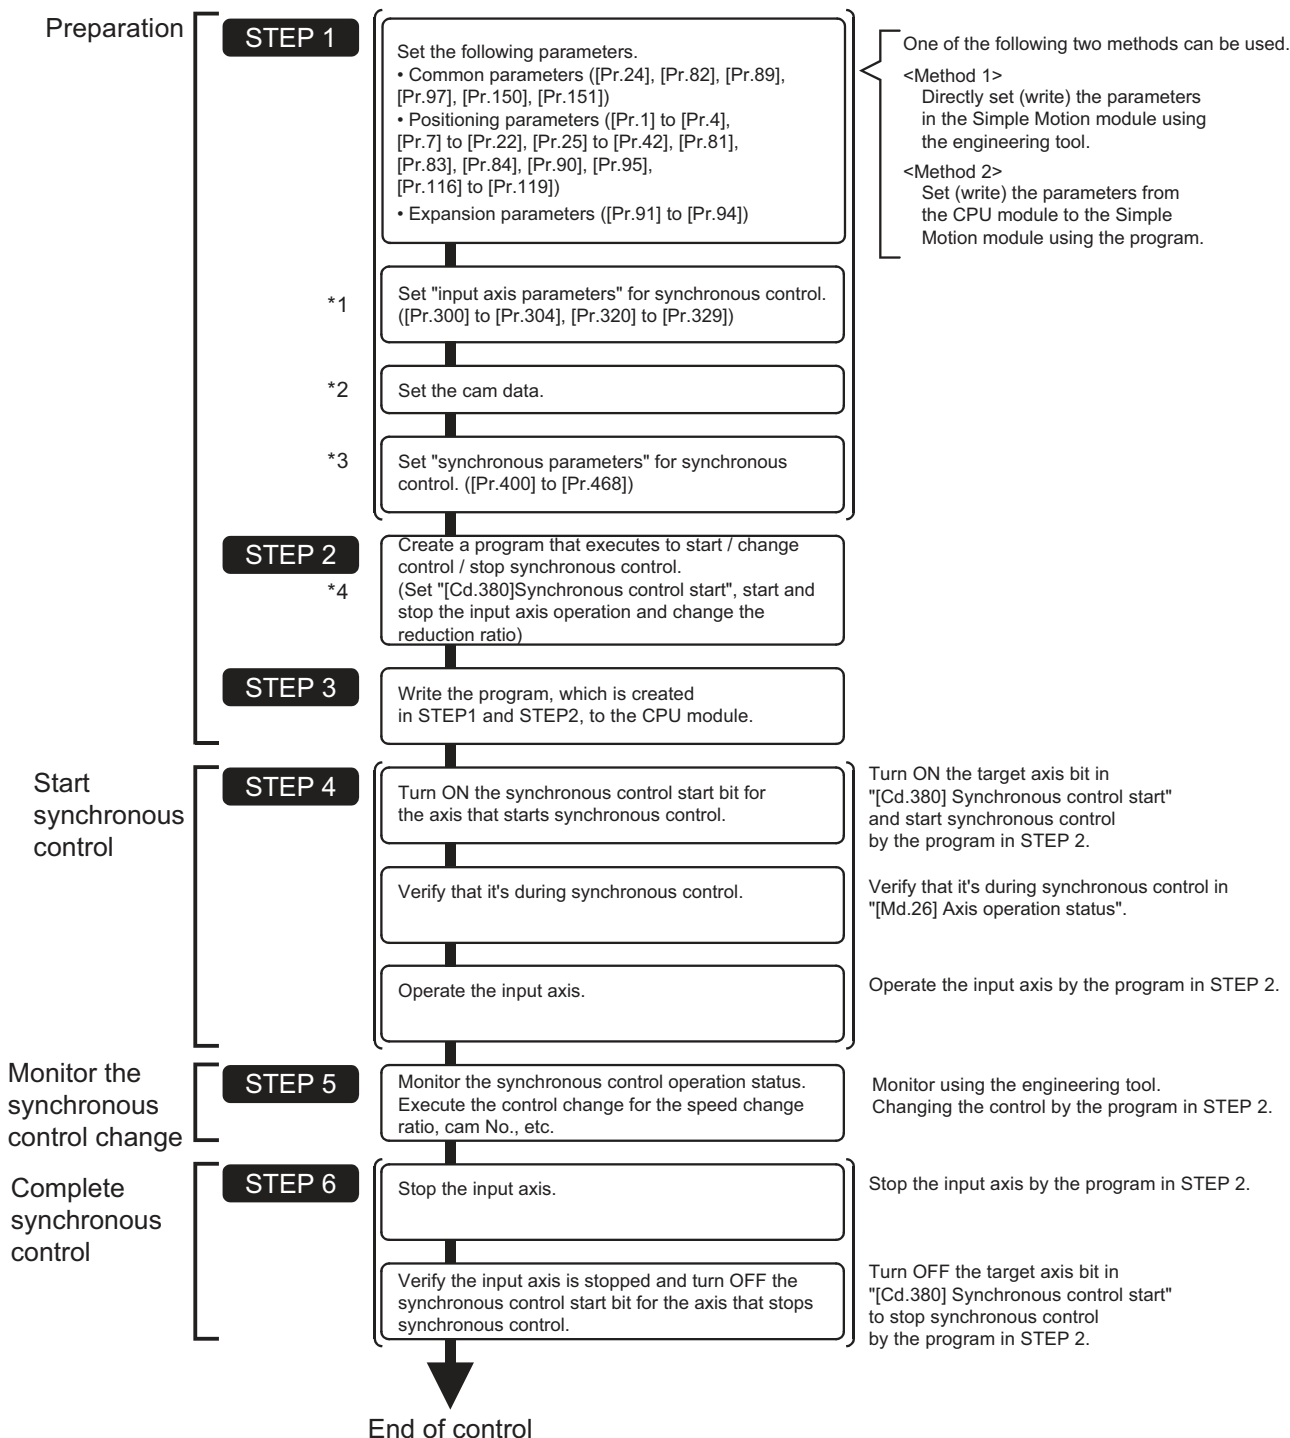 Preparation
STEP 1
Set the following parameters.
• Common parameters ([Pr.24], [Pr.82], [Pr.89],
[Pr.97], [Pr.150], [Pr.151])
• Positioning parameters ([Pr.1] to [Pr.4],
[Pr.7] to [Pr.22], [Pr.25] to [Pr.42], [Pr.81],
[Pr.83], [Pr.84], [Pr.90], [Pr.95],
[Pr.116] to [Pr.119])
• Expansion parameters ([Pr.91] to [Pr.94])
One of the following two methods can be used.
<Method 1>
Directly set (write) the parameters
in the Simple Motion module using
the engineering tool.
<Method 2>
Set (write) the parameters from
the CPU module to the Simple
Motion module using the program.
*1
Set "input axis parameters" for synchronous control.
([Pr.300] to [Pr.304], [Pr.320] to [Pr.329])
*2
Set the cam data.
*3
Set "synchronous parameters" for synchronous
control. ([Pr.400] to [Pr.468])
STEP 2
*4
Create a program that executes to start / change
control / stop synchronous control.
(Set "[Cd.380]Synchronous control start", start and
stop the input axis operation and change the
reduction ratio)
STEP 3
Write the program, which is created
in STEP1 and STEP2, to the CPU module.
Start
synchronous
control
STEP 4
Turn ON the synchronous control start bit for
the axis that starts synchronous control.
Turn ON the target axis bit in
"[Cd.380] Synchronous control start"
and start synchronous control
by the program in STEP 2.
Verify that it's during synchronous control.
Verify that it's during synchronous control in
"[Md.26] Axis operation status".
Operate the input axis.
Operate the input axis by the program in STEP 2.
Monitor the
synchronous
control change
STEP 5
Monitor the synchronous control operation status.
Execute the control change for the speed change
ratio, cam No., etc.
Monitor using the engineering tool.
Changing the control by the program in STEP 2.
Complete
synchronous
control
STEP 6
Stop the input axis.
Stop the input axis by the program in STEP 2.
Verify the input axis is stopped and turn OFF the
synchronous control start bit for the axis that stops
synchronous control.
Turn OFF the target axis bit in
"[Cd.380] Synchronous control start"
to stop synchronous control
by the program in STEP 2.
End of control